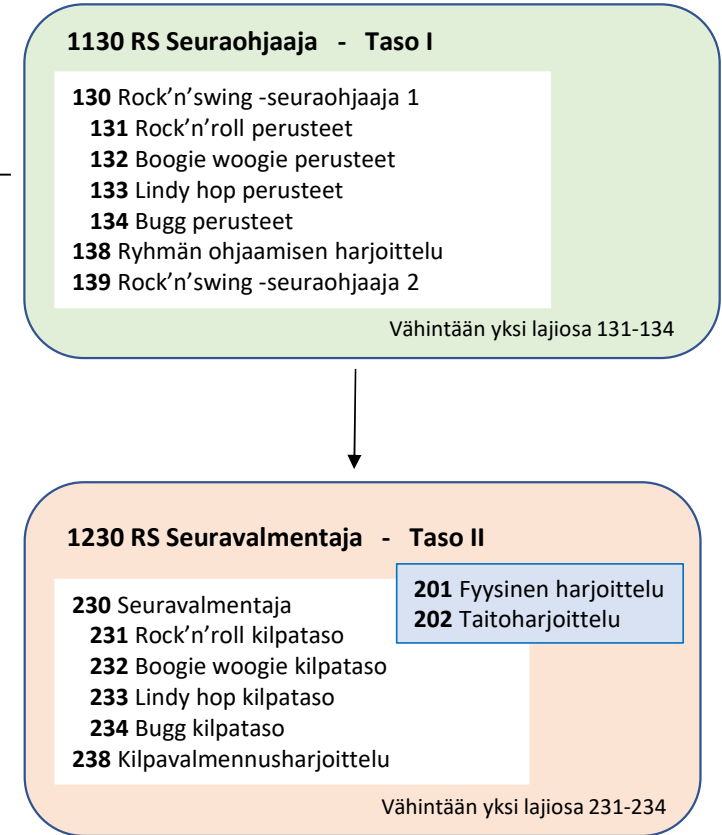 1130 RS Seuraohjaaja - Taso I
130 Rock’n’swing -seuraohjaaja 1
131 Rock’n’roll perusteet
132 Boogie woogie perusteet
133 Lindy hop perusteet
134 Bugg perusteet
138 Ryhmän ohjaamisen harjoittelu
139 Rock’n’swing -seuraohjaaja 2
Vähintään yksi lajiosa 131-134
1230 RS Seuravalmentaja - Taso II
201 Fyysinen harjoittelu
202 Taitoharjoittelu
230 Seuravalmentaja
231 Rock’n’roll kilpataso
232 Boogie woogie kilpataso
233 Lindy hop kilpataso
234 Bugg kilpataso
238 Kilpavalmennusharjoittelu
Vähintään yksi lajiosa 231-234